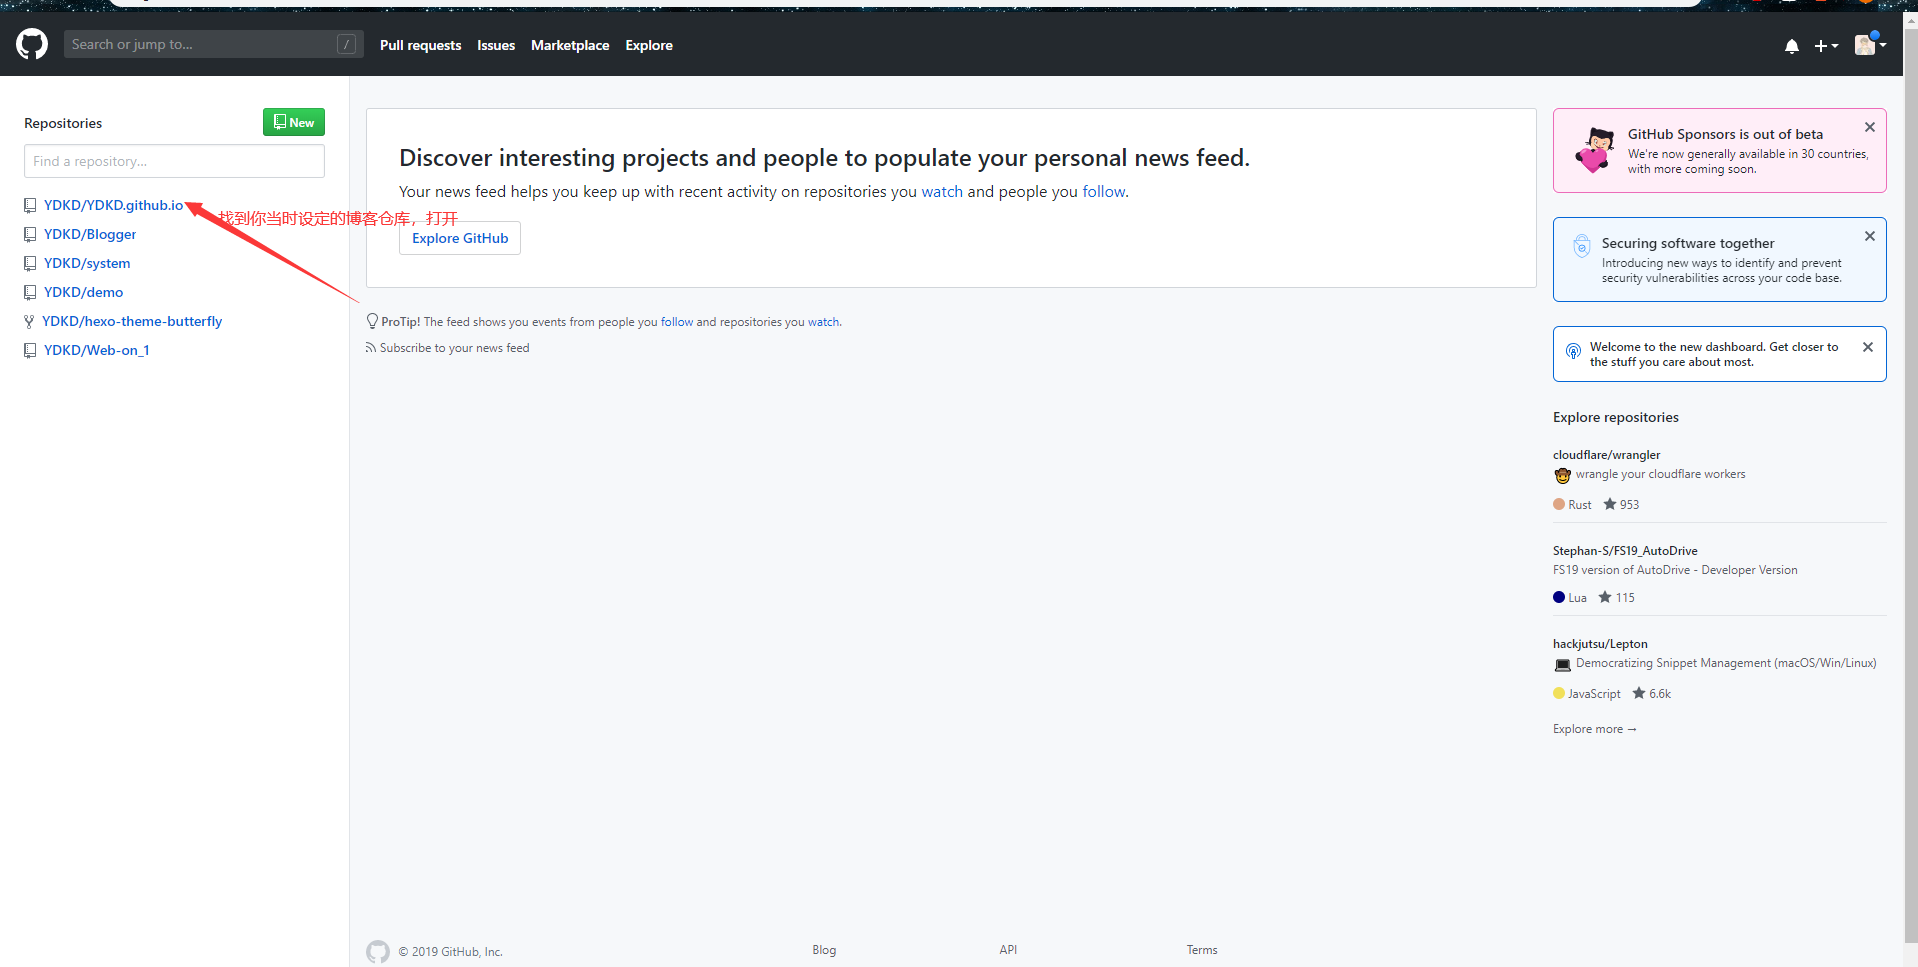 Search or jump to...
/
Pull requests
Issues
Marketplace
Explore
Repositories
New
Find a repository...
YDKD/YDKD.github.io
YDKD/Blogger
YDKD/system
YDKD/demo
YDKD/hexo-theme-butterfly
YDKD/Web-on_1
找到你当时设定的博客仓库，打开
Discover interesting projects and people to populate your personal news feed.
Your news feed helps you keep up with recent activity on repositories you watch and people you follow.
Explore GitHub
ProTip! The feed shows you events from people you follow and repositories you watch.
Subscribe to your news feed
GitHub Sponsors is out of beta
We're now generally available in 30 countries,
with more coming soon.
Securing software together
Introducing new ways to identify and prevent
security vulnerabilities across your code base.
Welcome to the new dashboard. Get closer to
the stuff you care about most.
Explore repositories
cloudflare/wrangler
wrangle your cloudflare workers
Rust 953
Stephan-S/FS19_AutoDrive
FS19 version of AutoDrive - Developer Version
Lua 115
hackjutsu/Lepton
Democratizing Snippet Management (macOS/Win/Linux)
JavaScript 6.6k
Explore more →
© 2019 GitHub, Inc.
Blog
API
Terms